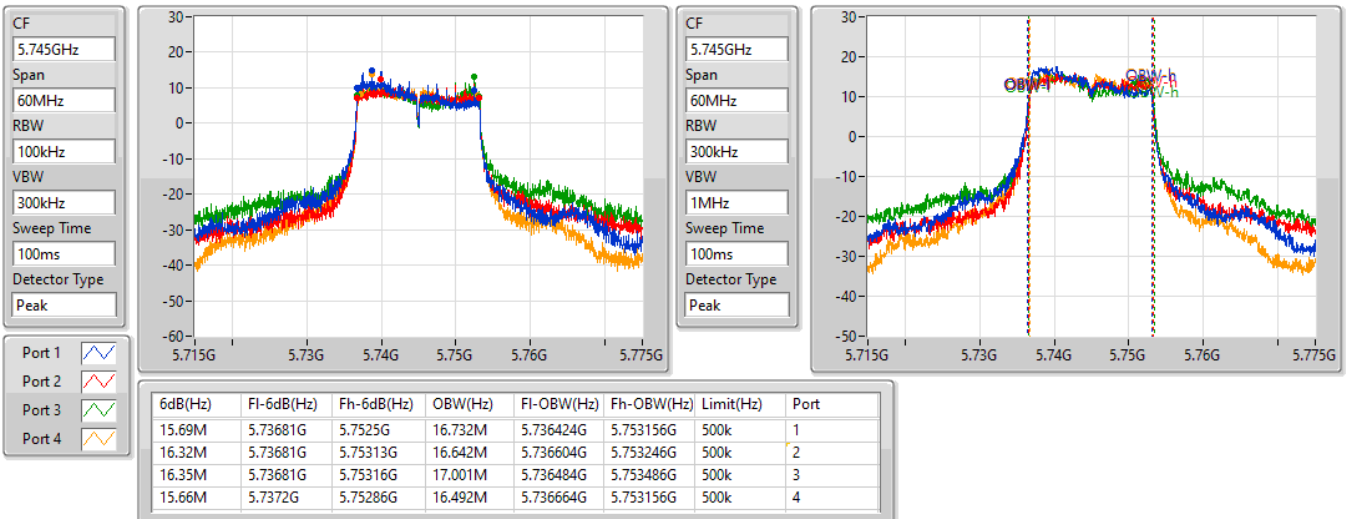 CF
5.745GHz
Span
60MHz
RBW
100kHz
VBW
300kHz
Sweep Time
100ms
Detector Type
Peak
30
20
10
0
-10
-20
-30
-40
-50
-60
5.715G 5.73G 5.74G 5.75G 5.76G 5.775G
CF
5.745GHz
Span
60MHz
RBW
300kHz
VBW
1MHz
Sweep Time
100ms
Detector Type
Peak
30
20
10
0
-10
-20
-30
-40
-50
OBW-h
OBW-h
5.715G 5.73G 5.74G 5.75G 5.76G 5.775G
Port 1
Port 2
Port 3
Port 4
6dB(Hz) Fl-6dB(Hz) Fh-6dB(Hz) OBW(Hz) Fl-OBW(Hz) Fh-OBW(Hz) Limit(Hz) Port
15.69M 5.73681G 5.7525G 16.732M 5.736424G 5.753156G 500k 1
16.32M 5.73681G 5.75313G 16.642M 5.736604G 5.753246G 500k 2
16.35M 5.73681G 5.75316G 17.001M 5.736484G 5.753486G 500k 3
15.66M 5.7372G 5.75286G 16.492M 5.736664G 5.753156G 500k 4